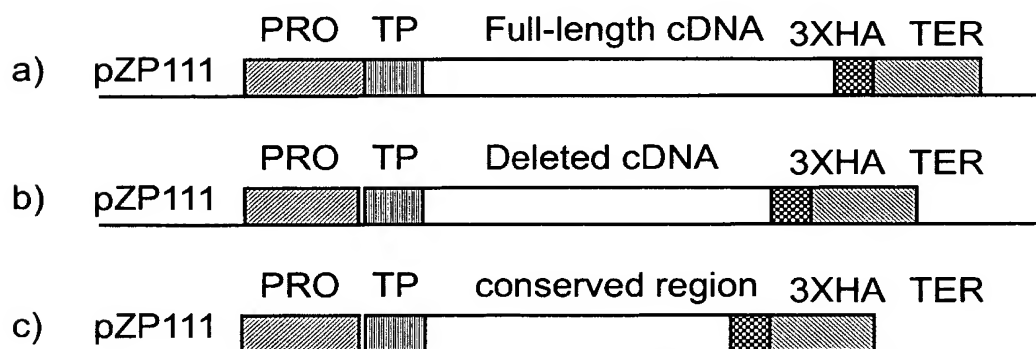 PRO TP Full-length cDNA 3XHA TER
a) pZP111
PRO TP Deleted cDNA 3XHA TER
b) pZP111
PRO TP conserved region 3XHA TER
c) pZP111